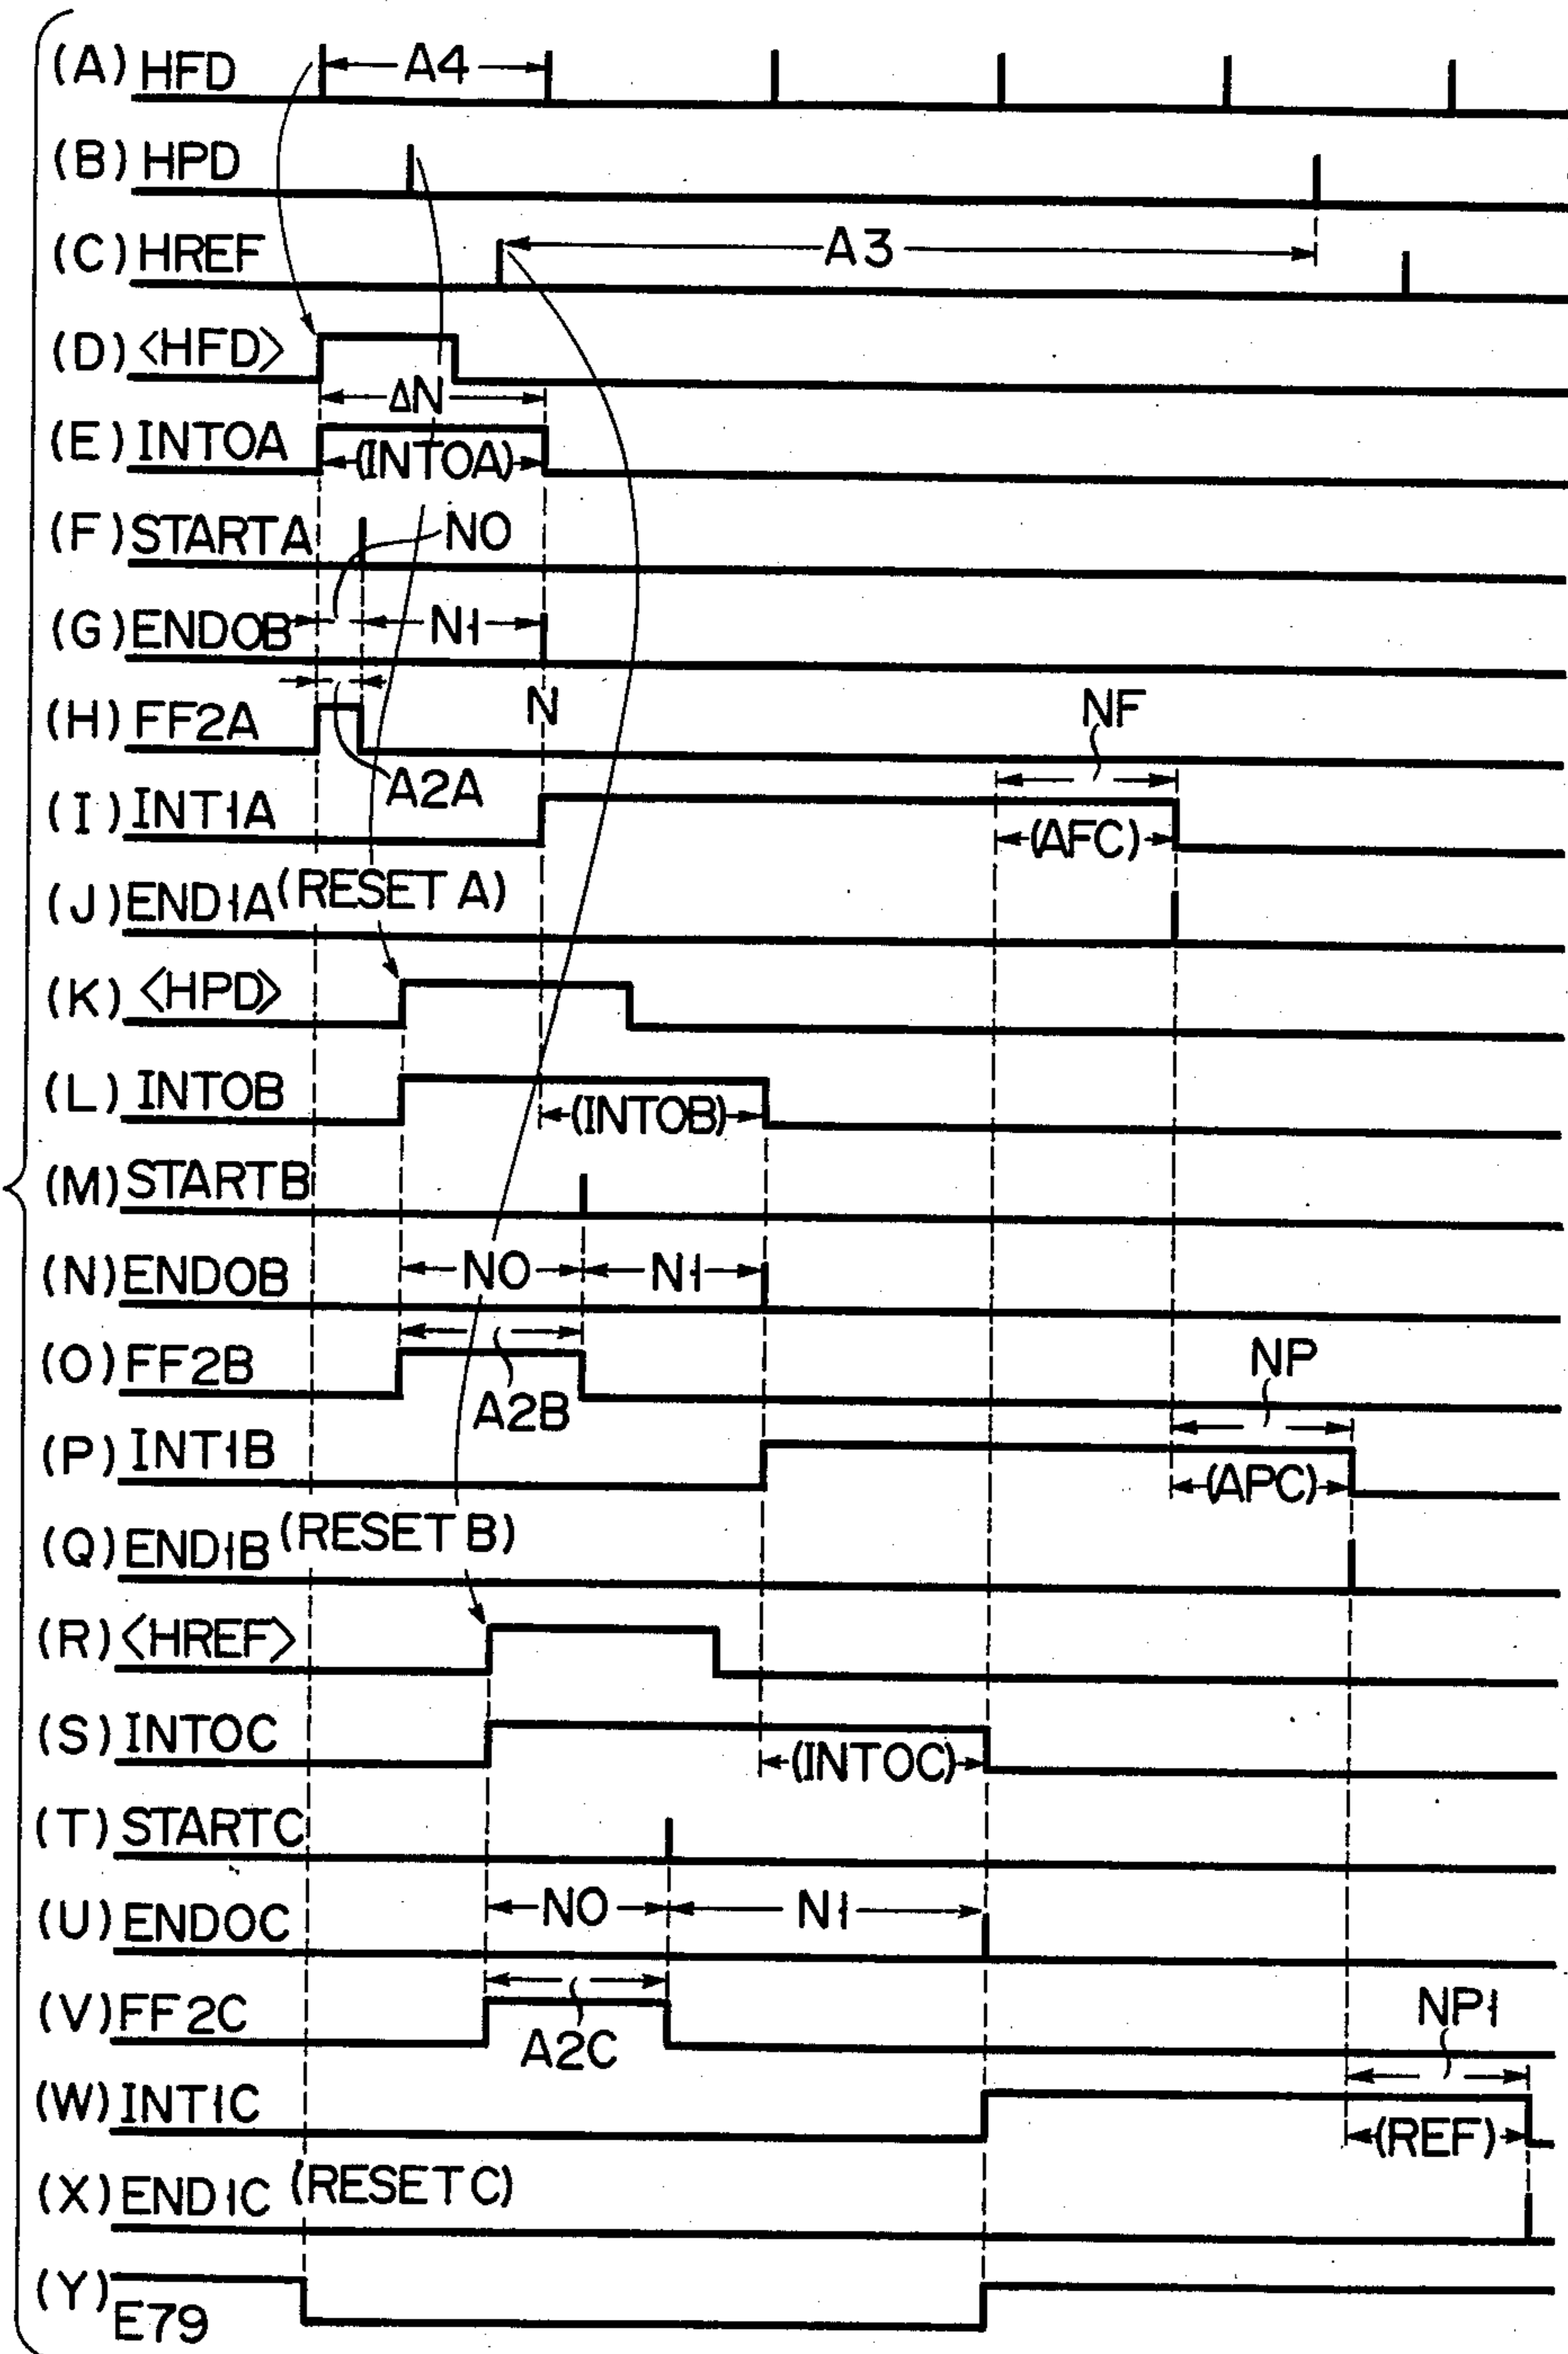 (A) HFD
A4
(B) HPD
(C) HREF
A3
(D) <HFD>
ΔN
(E) INT0A
(INT0A)
(F) STARTA
N0
(G) END0B
N1
(H) FF2A
N
NF
A2A
(I) INT1A
(AFC)
(J) END1A (RESET A)
(K) <HPD>
(L) INT0B
(INT0B)
(M) STARTB
(N) END0B
N0
N1
(O) FF2B
A2B
NP
(P) INT1B
(APC)
(Q) END1B (RESET B)
(R) <HREF>
(S) INT0C
(INT0C)
(T) STARTC
(U) END0C
N0
N1
(V) FF2C
A2C
NP1
(W) INT1C
(REF)
(X) END1C (RESET C)
(Y) E79